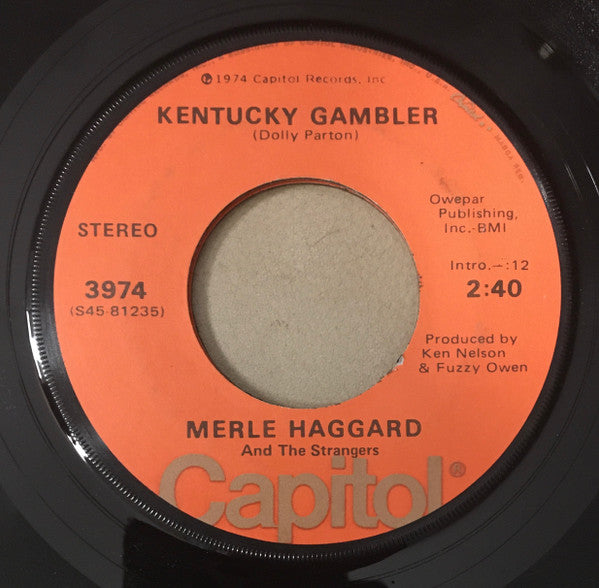 ℗1974 Capitol Records, Inc
KENTUCKY GAMBLER
(Dolly Parton)
STEREO
3974
(S45-81235)
Owepar
Publishing,
Inc.-BMI
Intro.-:12
2:40
Produced by
Ken Nelson
& Fuzzy Owen
MERLE HAGGARD
And The Strangers
Capitol®